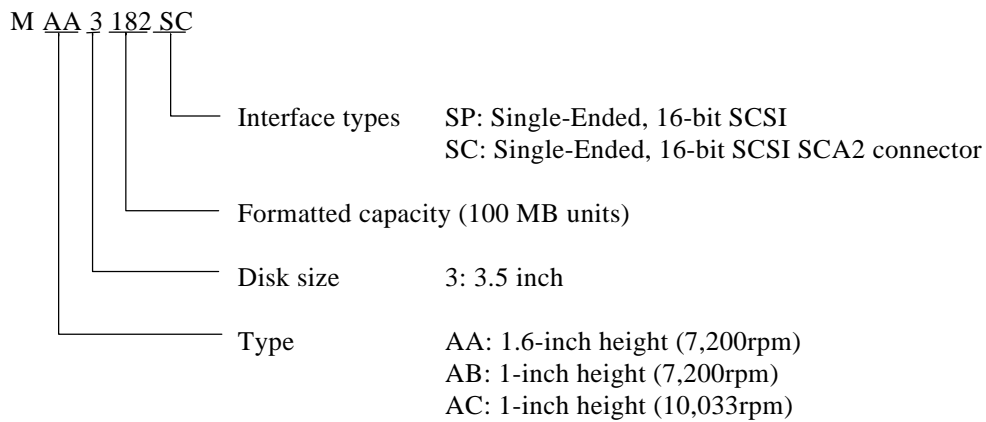 M AA 3 182 SC
Interface types SP: Single-Ended, 16-bit SCSI
SC: Single-Ended, 16-bit SCSI SCA2 connector
Formatted capacity (100 MB units)
Disk size 3: 3.5 inch
Type AA: 1.6-inch height (7,200rpm)
AB: 1-inch height (7,200rpm)
AC: 1-inch height (10,033rpm)